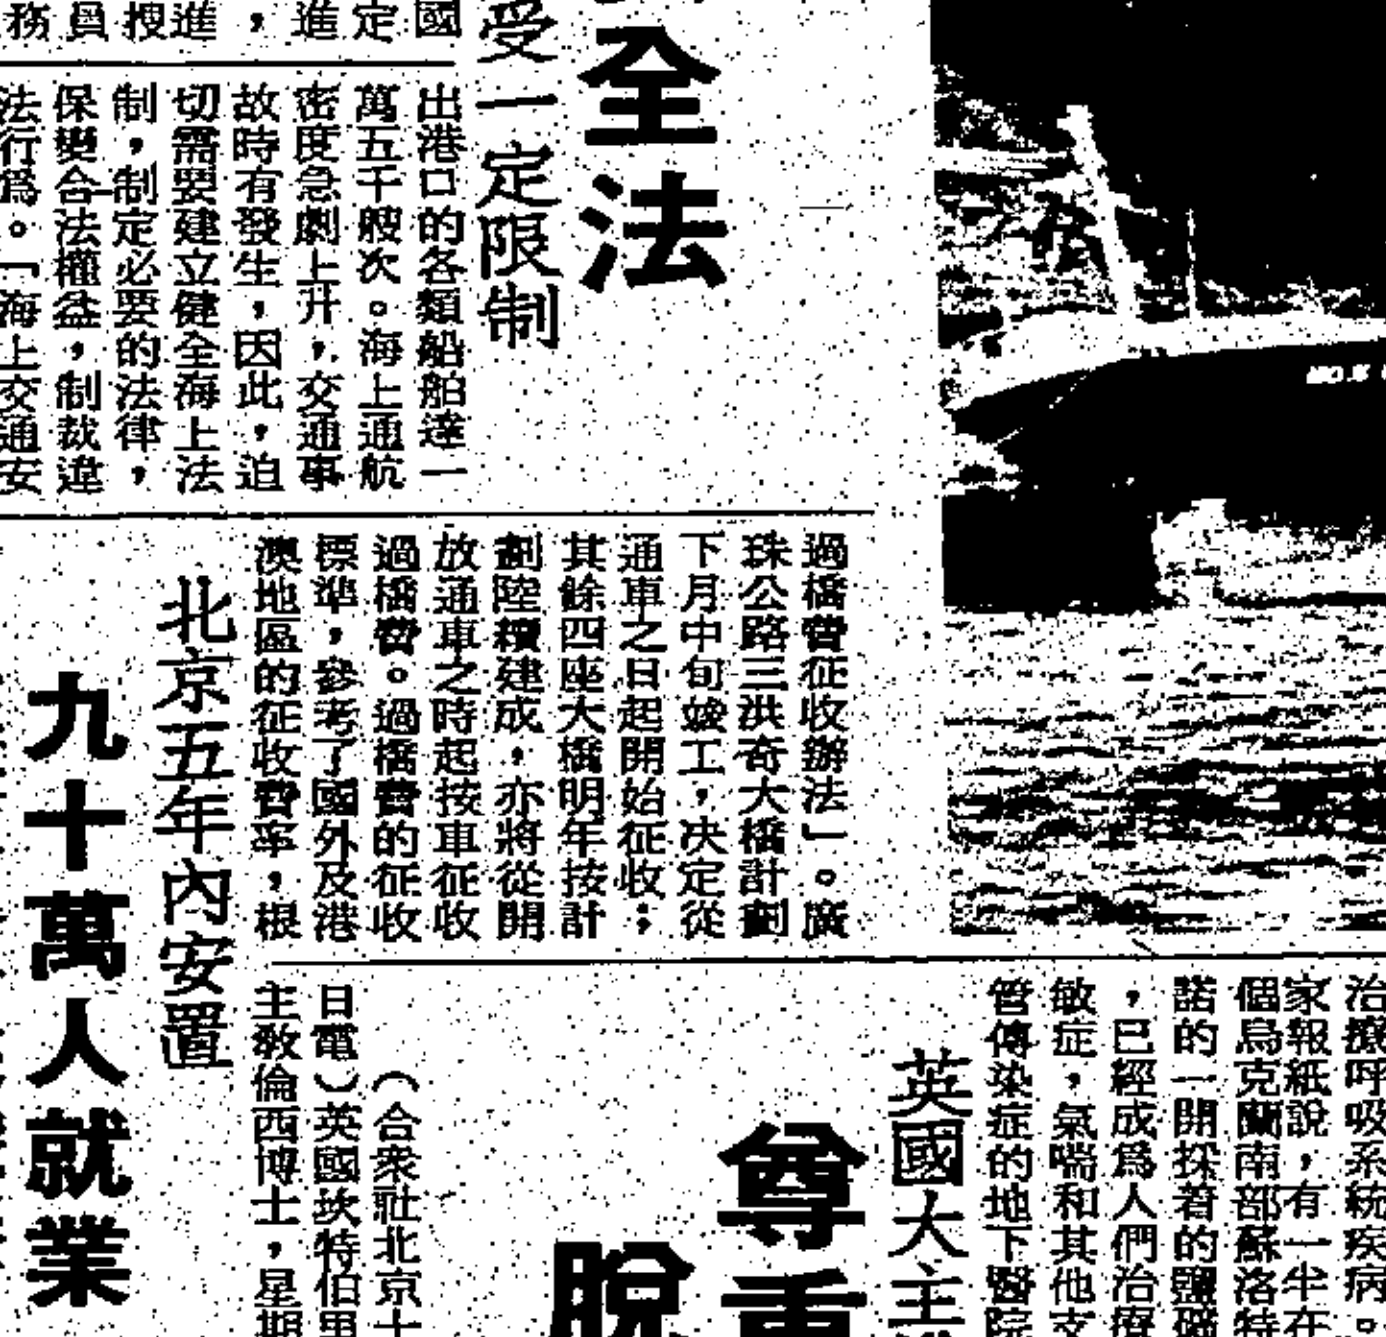 全法
受一定限制
國
定
進
，
進
搜
員
務
出港口的各類船舶達一
萬五千艘次。海上通航
密度急劇上升，交通事
故時有發生，因此，迫
切需要建立健全海上法
制，制定必要的法律，
保變合法權益，制裁違
法行爲。「海上交通安
過橋費征收辦法」。廣
珠公路三洪奇大橋計劃
下月中旬竣工，決定從
通車之日起開始征收；
其餘四座大橋明年按計
劃陸續建成，亦將從開
放通車之時起按車征收
過橋費。過橋費的征收
標準，參考了國外及港
澳地區的征收費率，根
北京五年內安置
九十萬人就業
NO.5
治療呼吸系統疾病。
家報紙說，有一半在
個烏克蘭南部蘇洛特
諾的一開採着的鹽礦
，已經成爲人們治療
敏症，氣喘和其他支
管傳染症的地下醫院
英國大主
尊重
脫
（合衆社北京十
日電）英國坎特伯里
主敎倫西博士，星期